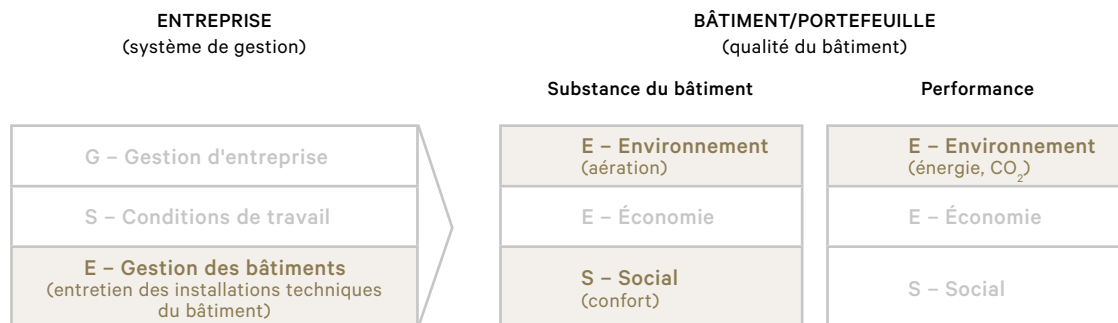 ENTREPRISE
(système de gestion)
BÂTIMENT/PORTEFEUILLE
(qualité du bâtiment)
Substance du bâtiment
Performance
G – Gestion d'entreprise
S – Conditions de travail
E – Gestion des bâtiments
(entretien des installations techniques
du bâtiment)
E – Environnement
(aération)
E – Économie
S – Social
(confort)
E – Environnement
(énergie, CO₂)
E – Économie
S – Social